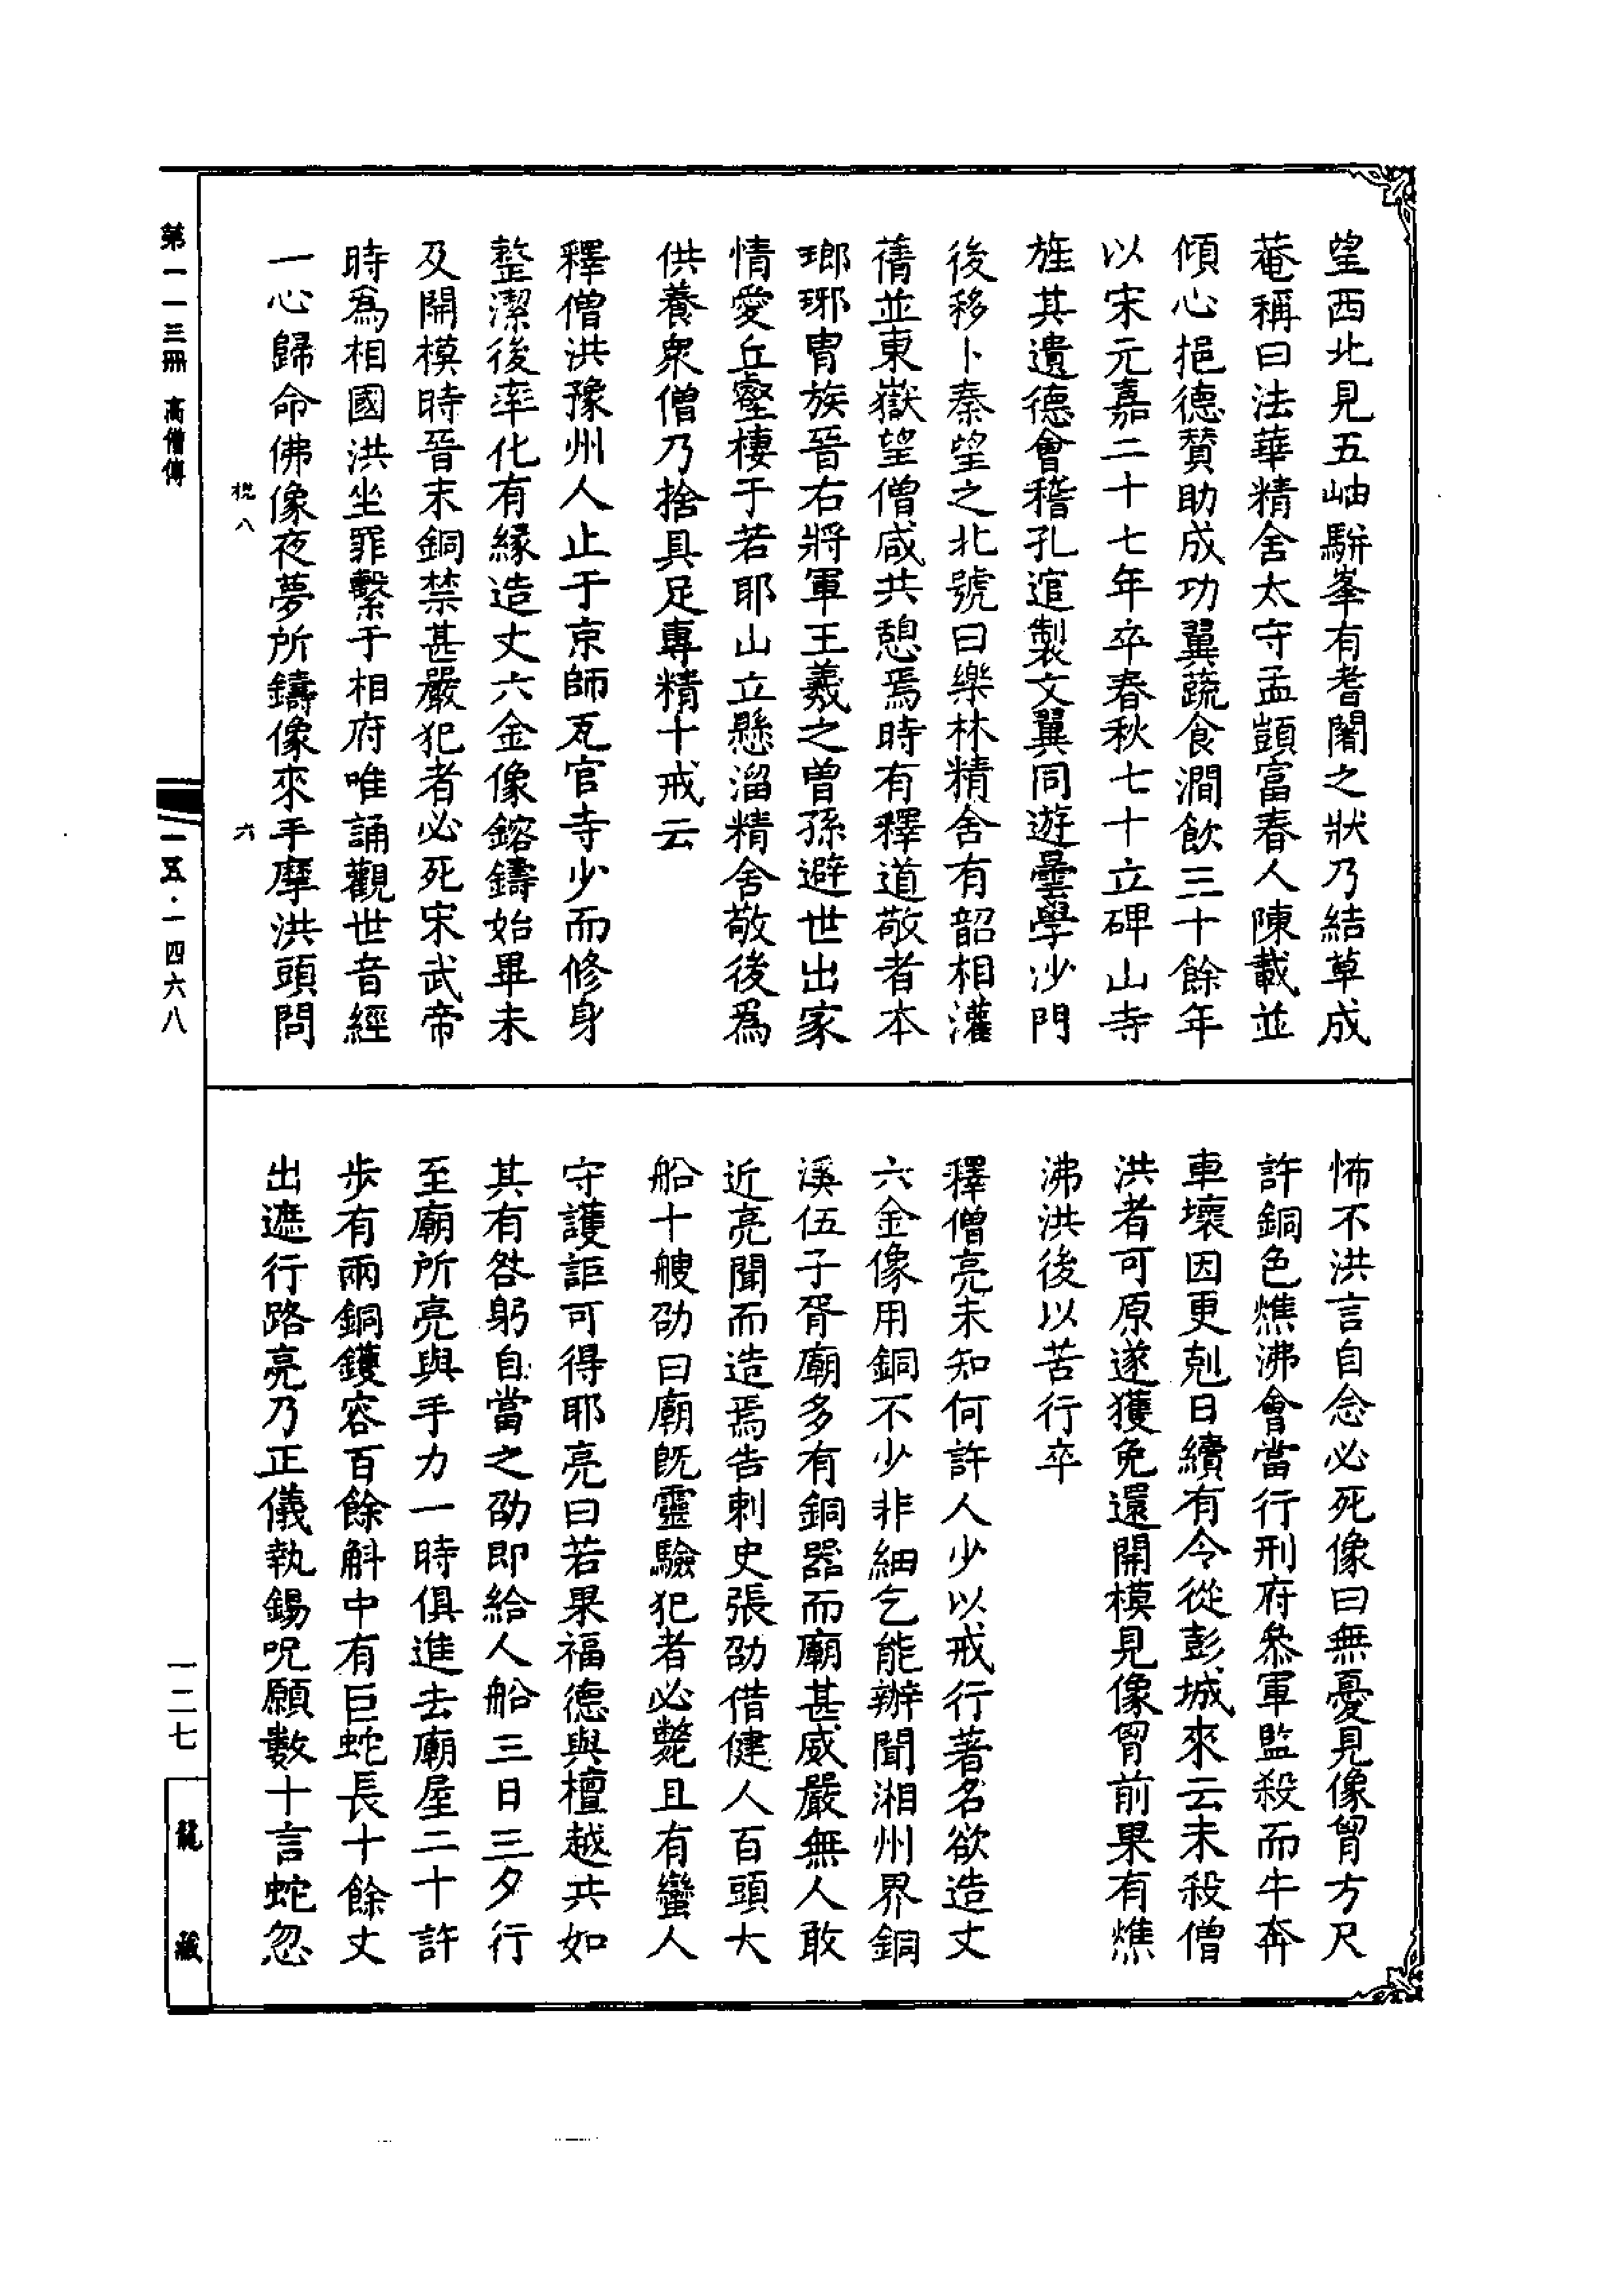 望西北見五岫駢峯有耆闍之狀乃結草成
菴稱曰法華精舍太守孟顗富春人陳載並
傾心挹德賛助成功翼蔬食澗飲三十餘年
以宋元嘉二十七年卒春秋七十立碑山寺
旌其遺德會稽孔逭製文翼同遊曇學沙門
後移卜秦望之北號曰樂林精舍有韶相灌
蒨並東嶽望僧咸共憩焉時有釋道敬者本
瑯琊冑族晉右將軍王羲之曾孫避世出家
情愛丘壑棲于若耶山立懸溜精舍敬後爲
供養衆僧乃捨具足專精十戒云
釋僧洪豫州人止于京師瓦官寺少而修身
整潔後率化有緣造丈六金像鎔鑄始畢未
及開模時晉末銅禁甚嚴犯者必死宋武帝
時爲相國洪坐罪繫于相府唯誦觀世音經
一心歸命佛像夜夢所鑄像來手摩洪頭問
怖不洪言自念必死像曰無憂見像胷方尺
許銅色燋沸會當行刑府叅軍監殺而牛奔
車壞因更剋日續有令從彭城來云未殺僧
洪者可原遂獲免還開模見像胷前果有燋
沸洪後以苦行卒
釋僧亮未知何許人少以戒行著名欲造丈
六金像用銅不少非細乞能辦聞湘州界銅
溪伍子胥廟多有銅器而廟甚威嚴無人敢
近亮聞而造焉告刺史張劭借健人百頭大
船十艘劭曰廟旣靈驗犯者必斃且有蠻人
守護詎可得耶亮曰若果福德與檀越共如
其有咎躬自當之劭即給人船三日三夕行
至廟所亮與手力一時俱進去廟屋二十許
步有兩銅鑊容百餘斛中有巨蛇長十餘丈
出遮行路亮乃正儀執錫呪願數十言蛇忽
第一一三冊 高僧傳
八
六
一五·一四六八
一二七
龍藏